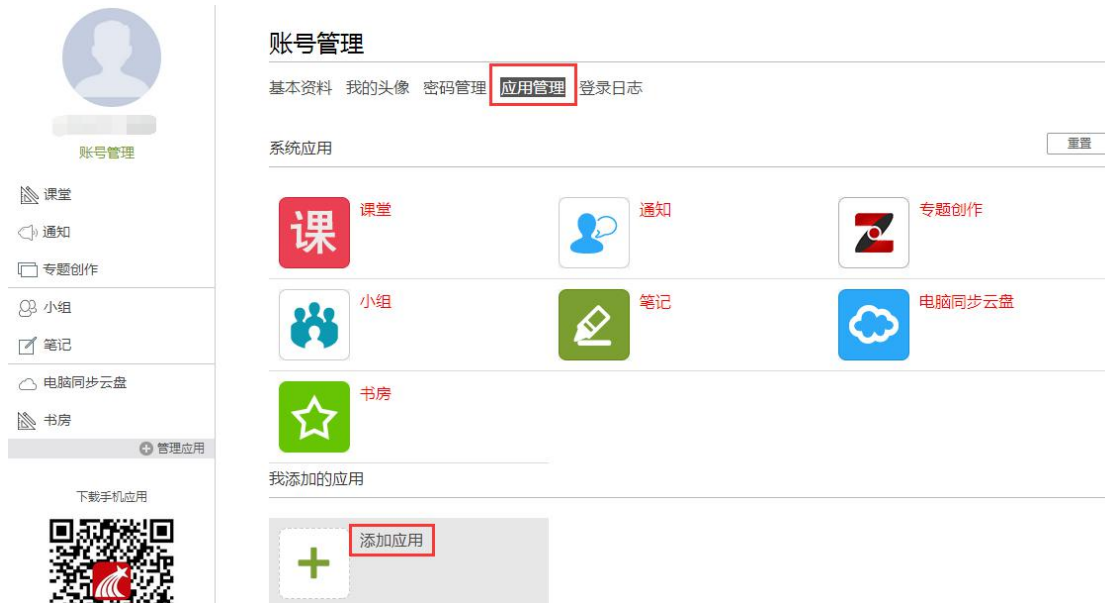 账号管理
课堂
通知
专题创作
小组
笔记
电脑同步云盘
书房
管理应用
下载手机应用
账号管理
基本资料 我的头像 密码管理 应用管理 登录日志
系统应用 重置
课 课堂 通知 专题创作
小组 笔记 电脑同步云盘
书房
我添加的应用
添加应用